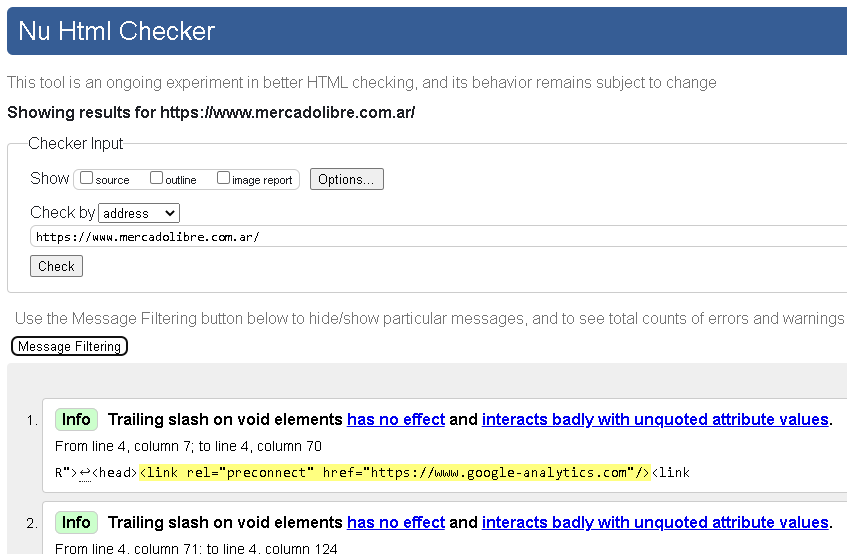 Nu Html Checker
This tool is an ongoing experiment in better HTML checking, and its behavior remains subject to change
Showing results for https://www.mercadolibre.com.ar/
Checker Input
Show source outline image report Options...
Check by address
https://www.mercadolibre.com.ar/
Check
Use the Message Filtering button below to hide/show particular messages, and to see total counts of errors and warnings
Message Filtering
1. Info Trailing slash on void elements has no effect and interacts badly with unquoted attribute values.
From line 4, column 7; to line 4, column 70
R">↩<head><link rel="preconnect" href="https://www.google-analytics.com"/><link
2. Info Trailing slash on void elements has no effect and interacts badly with unquoted attribute values.
From line 4, column 71; to line 4, column 124